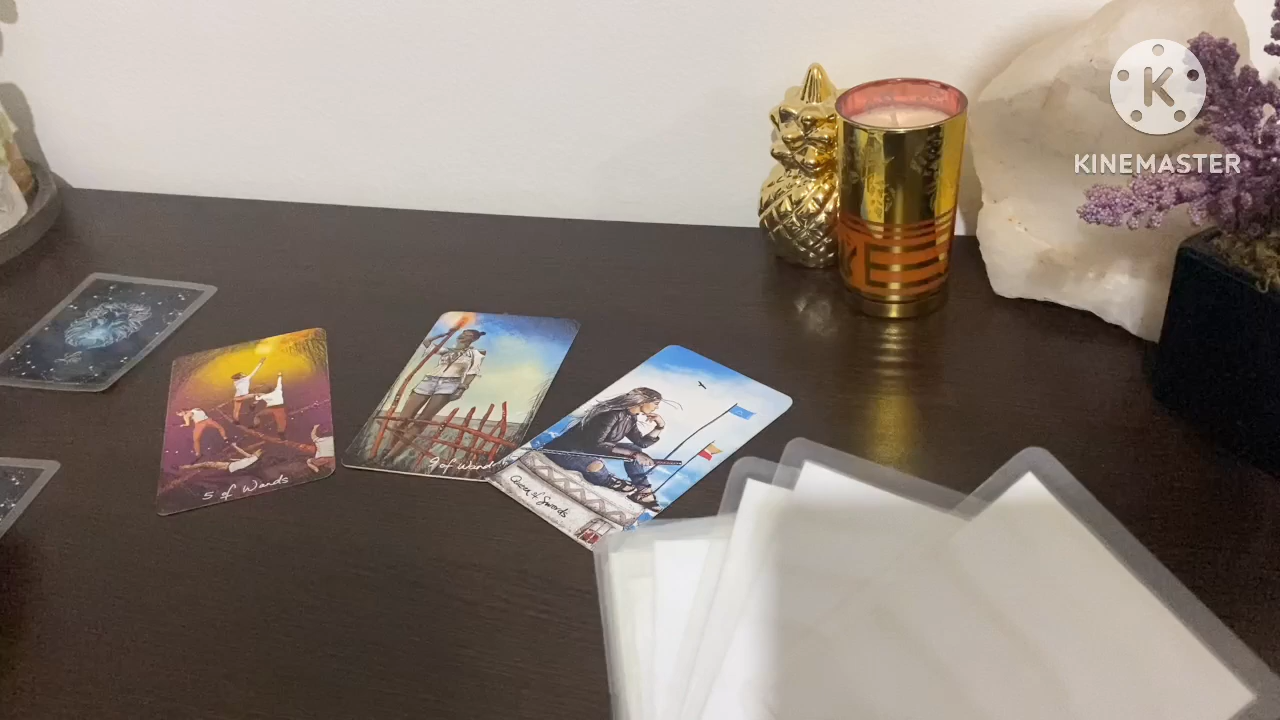 K
KINEMASTER
5 of Wands
9 of Wands
Queen of Swords